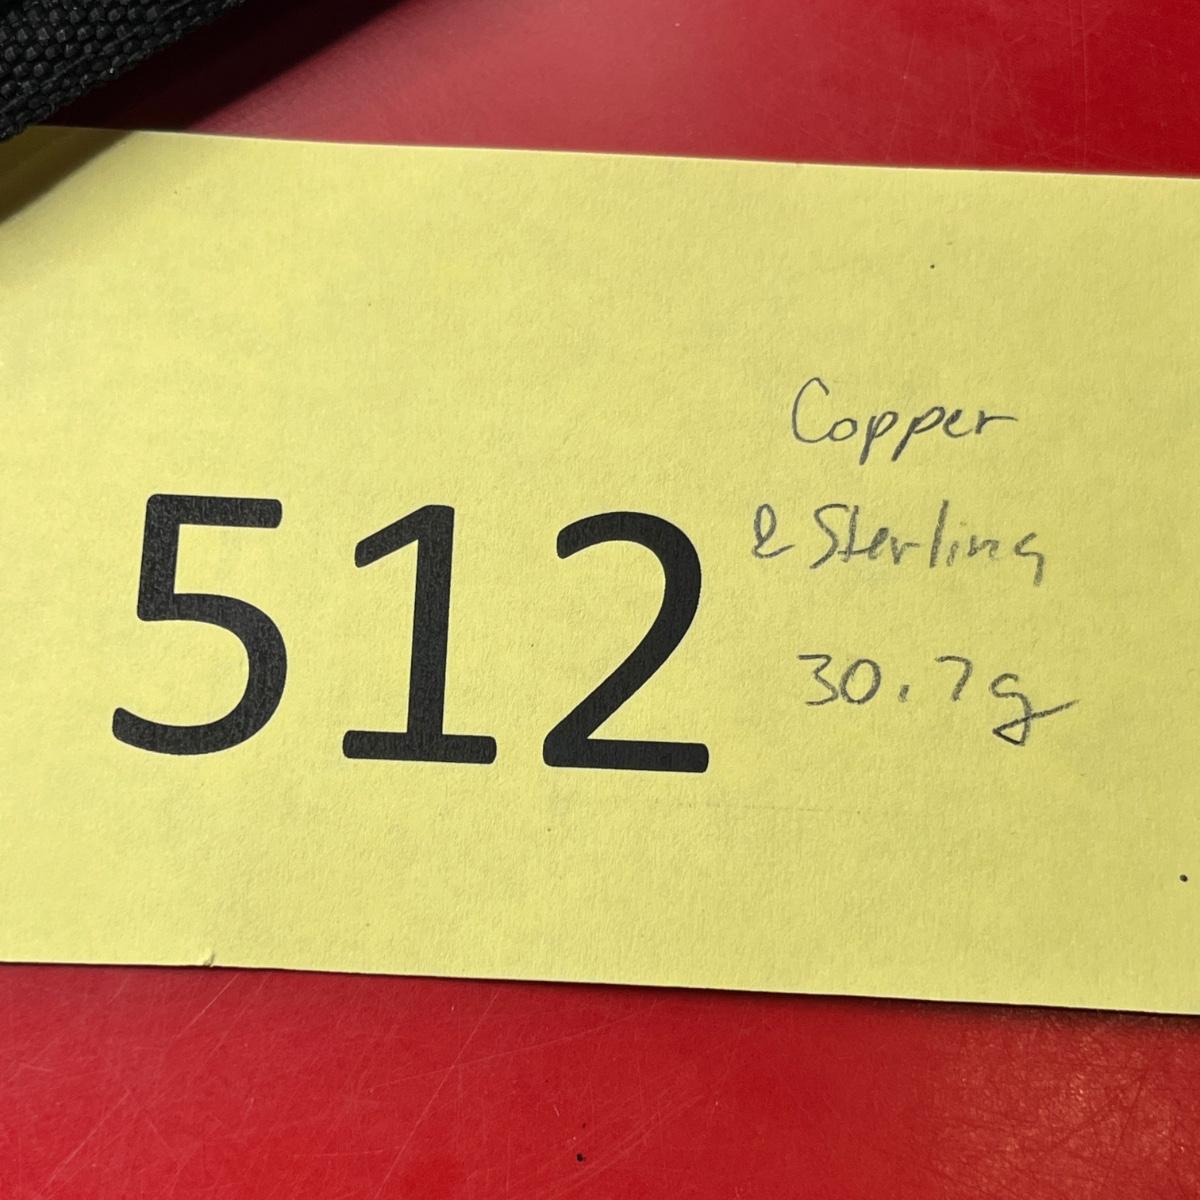 512
Copper
& Sterling
30.7g